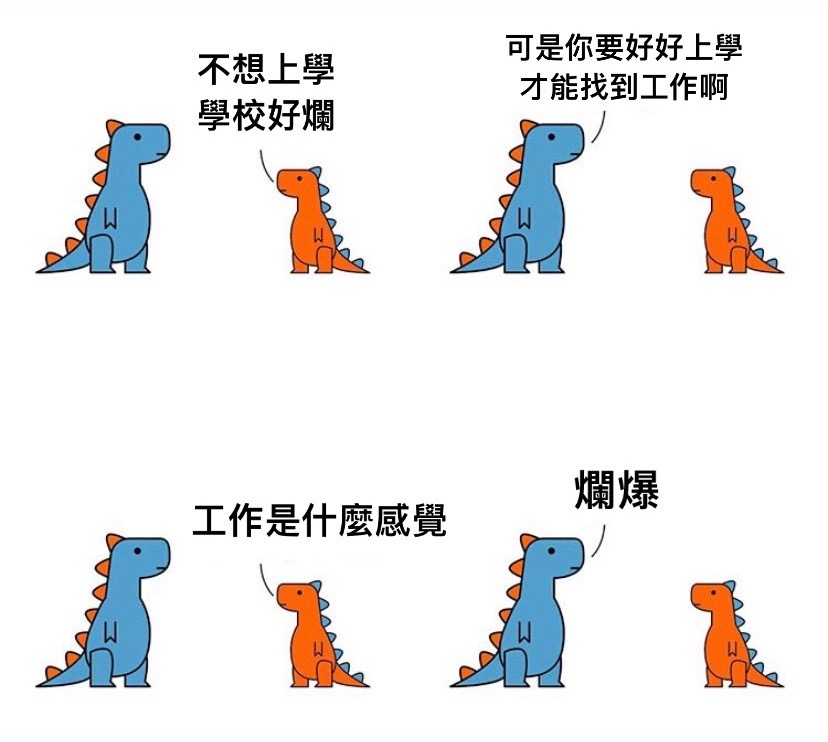 不想上學
學校好爛
可是你要好好上學
才能找到工作啊
工作是什麼感覺
爛爆